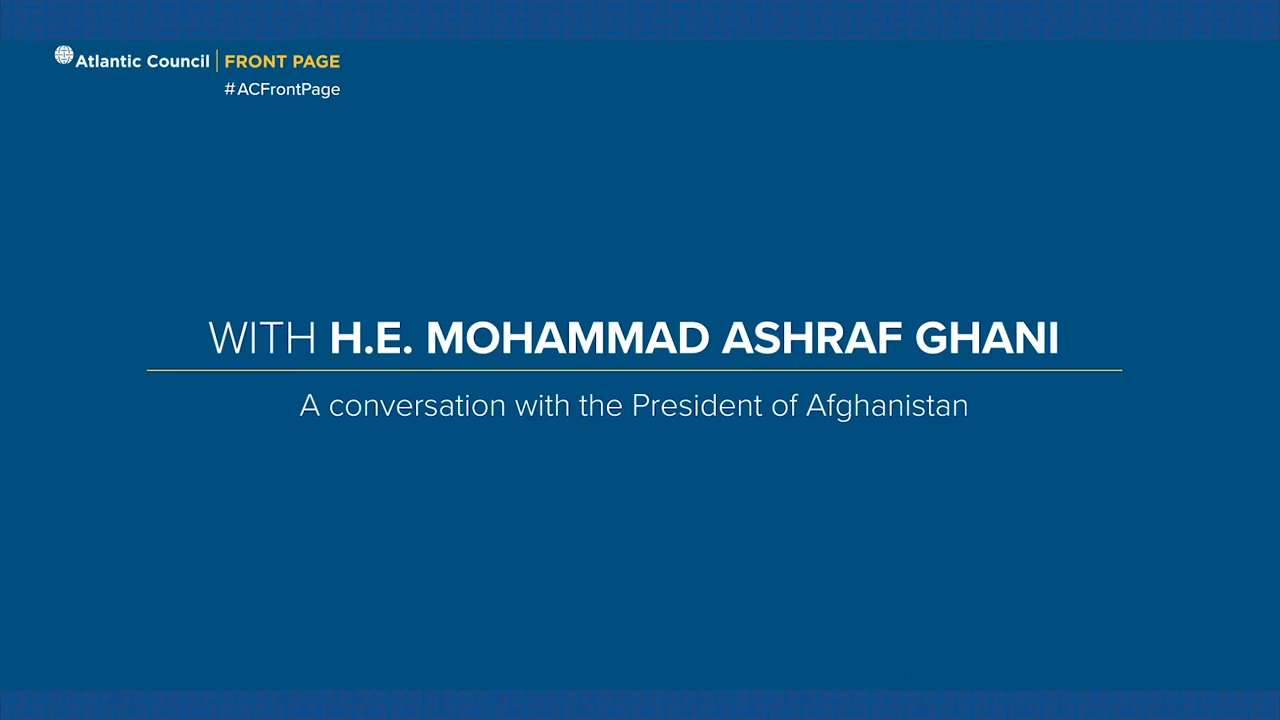 Atlantic Council | FRONT PAGE
#ACFrontPage
WITH H.E. MOHAMMAD ASHRAF GHANI
A conversation with the President of Afghanistan